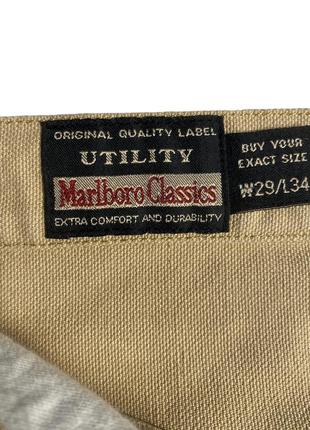 ORIGINAL QUALITY LABEL
UTILITY
Marlboro Classics
EXTRA COMFORT AND DURABILITY
BUY YOUR
EXACT SIZE
W29/L34